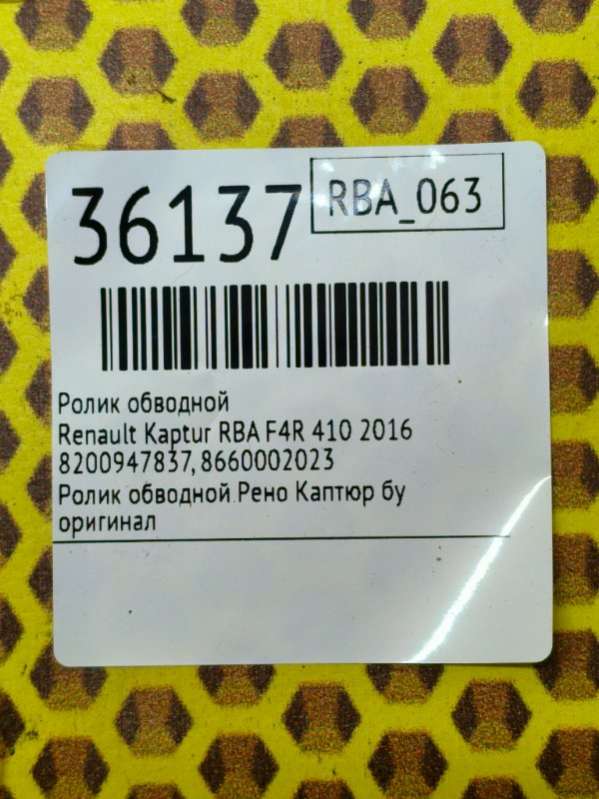 36137
RBA_063
Ролик обводной
Renault Kaptur RBA F4R 410 2016
8200947837, 8660002023
Ролик обводной Рено Каптюр бу
оригинал